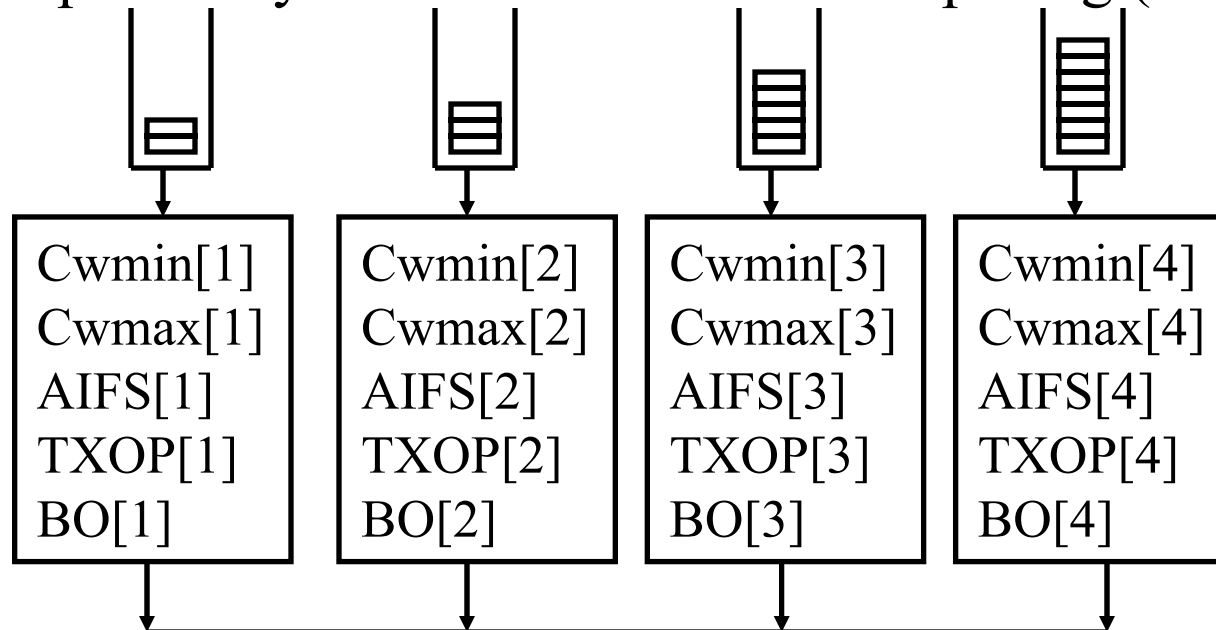 Cwmin[1]
Cwmax[1]
AIFS[1]
TXOP[1]
BO[1]
Cwmin[2]
Cwmax[2]
AIFS[2]
TXOP[2]
BO[2]
Cwmin[3]
Cwmax[3]
AIFS[3]
TXOP[3]
BO[3]
Cwmin[4]
Cwmax[4]
AIFS[4]
TXOP[4]
BO[4]